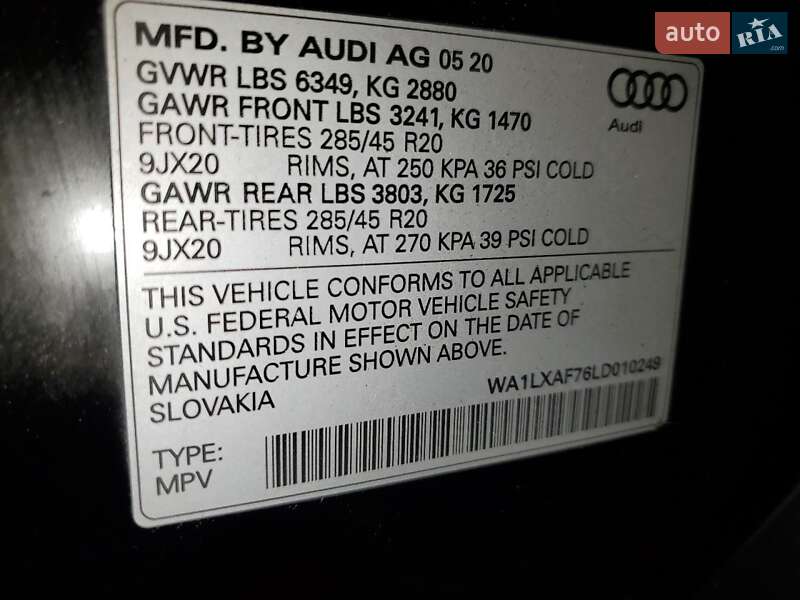 auto RIA .com
MFD. BY AUDI AG 05 20
GVWR LBS 6349, KG 2880
GAWR FRONT LBS 3241, KG 1470
FRONT-TIRES 285/45 R20
9JX20 RIMS, AT 250 KPA 36 PSI COLD
GAWR REAR LBS 3803, KG 1725
REAR-TIRES 285/45 R20
9JX20 RIMS, AT 270 KPA 39 PSI COLD
Audi
THIS VEHICLE CONFORMS TO ALL APPLICABLE
U.S. FEDERAL MOTOR VEHICLE SAFETY
STANDARDS IN EFFECT ON THE DATE OF
MANUFACTURE SHOWN ABOVE.
SLOVAKIA
WA1LXAF76LD010249
TYPE:
MPV